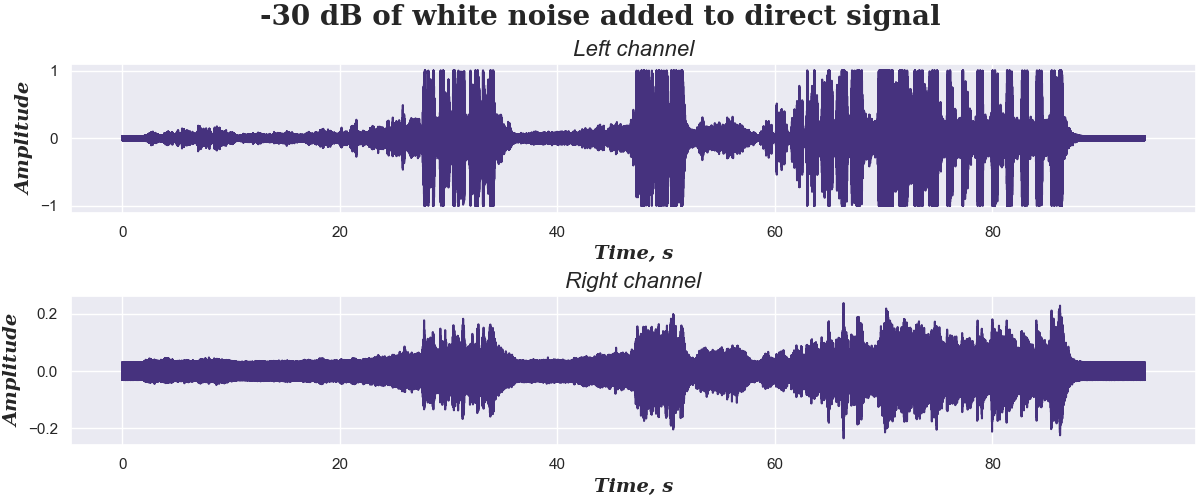 -30 dB of white noise added to direct signal
Left channel
Amplitude
1
0
−1
0 20 40 60 80
Time, s
Right channel
Amplitude
0.2
0.0
−0.2
0 20 40 60 80
Time, s